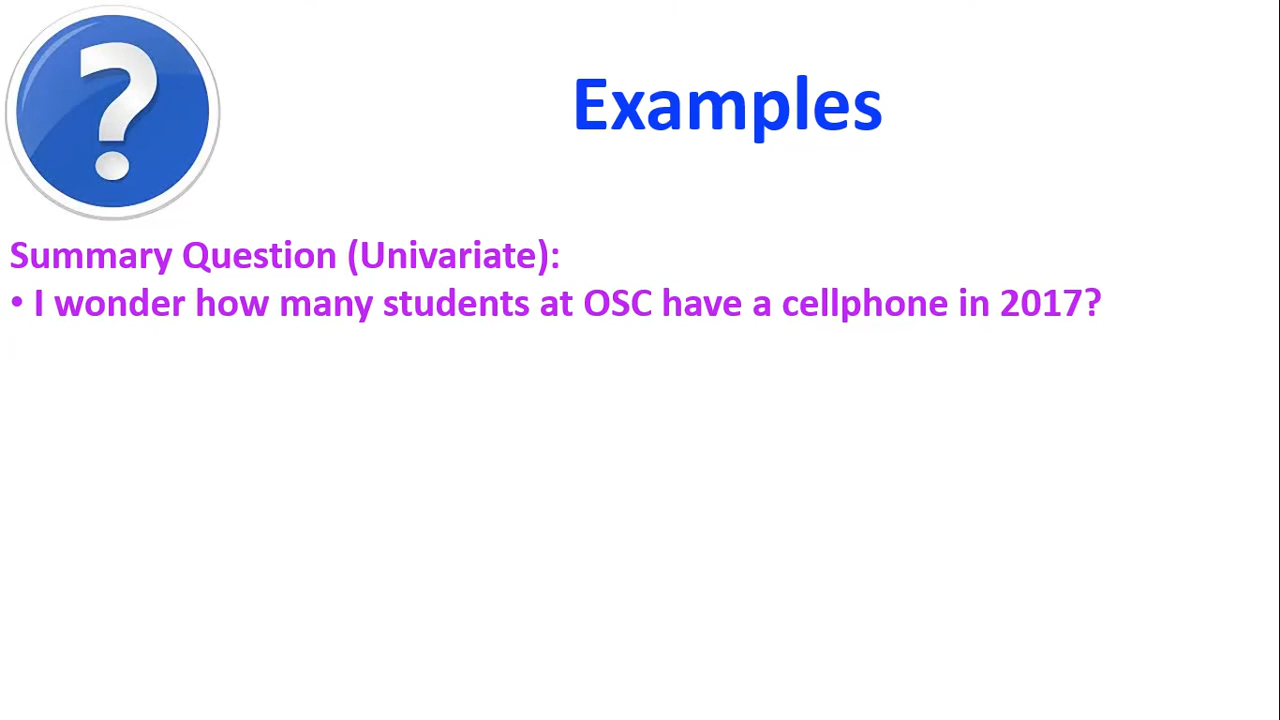 ?
Examples
Summary Question (Univariate):
• I wonder how many students at OSC have a cellphone in 2017?